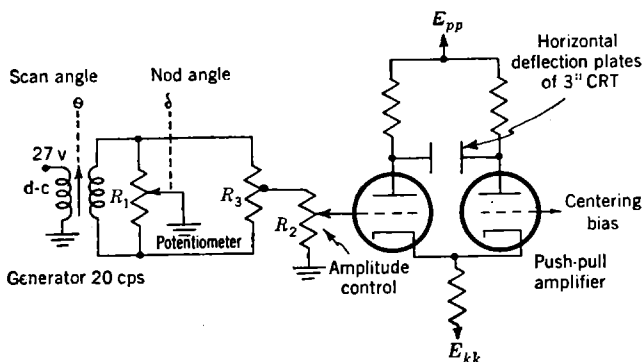 E_pp
Horizontal
deflection plates
of 3" CRT
Scan angle
θ
Nod angle
δ
27 v
d-c
R_1
R_3
R_2
Potentiometer
Generator 20 cps
Amplitude
control
Centering
bias
Push-pull
amplifier
E_kk